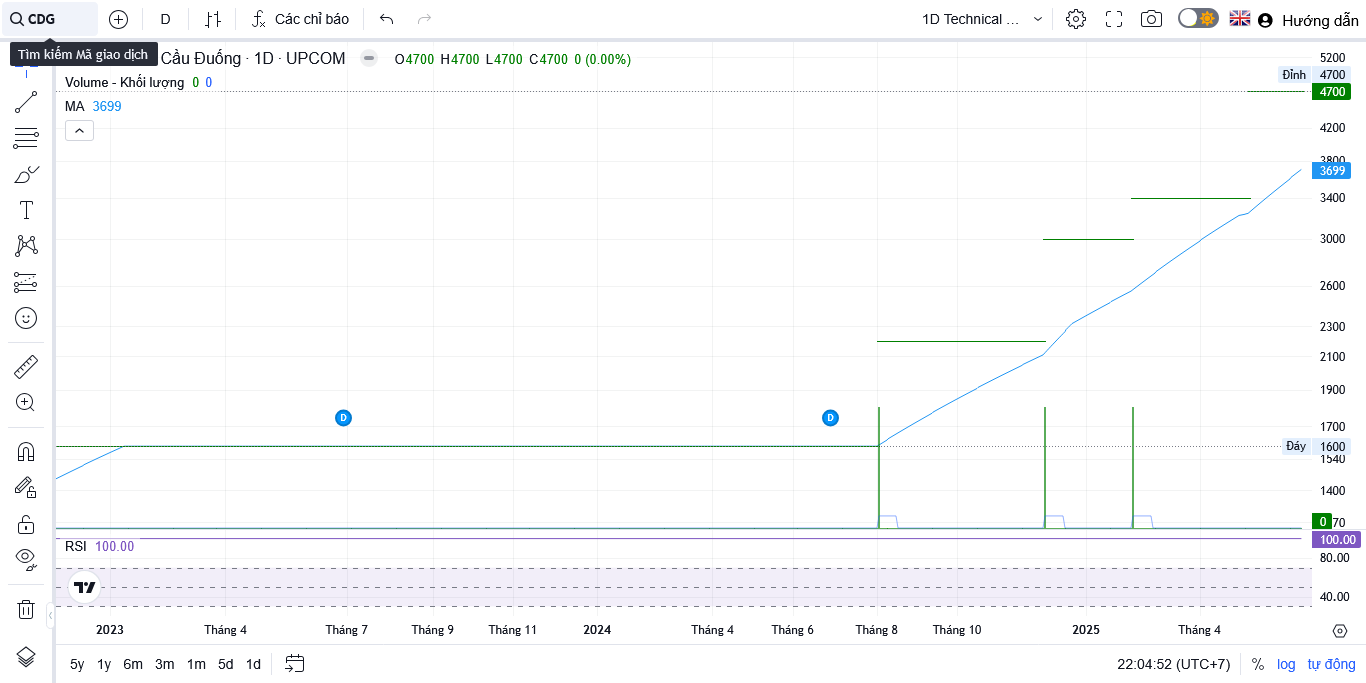 CDG
D
Các chỉ báo
1D Technical ...
Hướng dẫn
Tìm kiếm Mã giao dịch
Cầu Đuống · 1D · UPCOM
O4700 H4700 L4700 C4700 0 (0.00%)
Volume - Khối lượng 0 0
MA 3699
5200
Đỉnh 4700
4700
4200
3800
3699
3400
3000
2600
2300
2100
1900
D
D
1700
Đáy 1600
1540
1400
0
70
RSI 100.00
100.00
80.00
40.00
2023
Tháng 4
Tháng 7
Tháng 9
Tháng 11
2024
Tháng 4
Tháng 6
Tháng 8
Tháng 10
2025
Tháng 4
5y 1y 6m 3m 1m 5d 1d
22:04:52 (UTC+7)
% log tự động